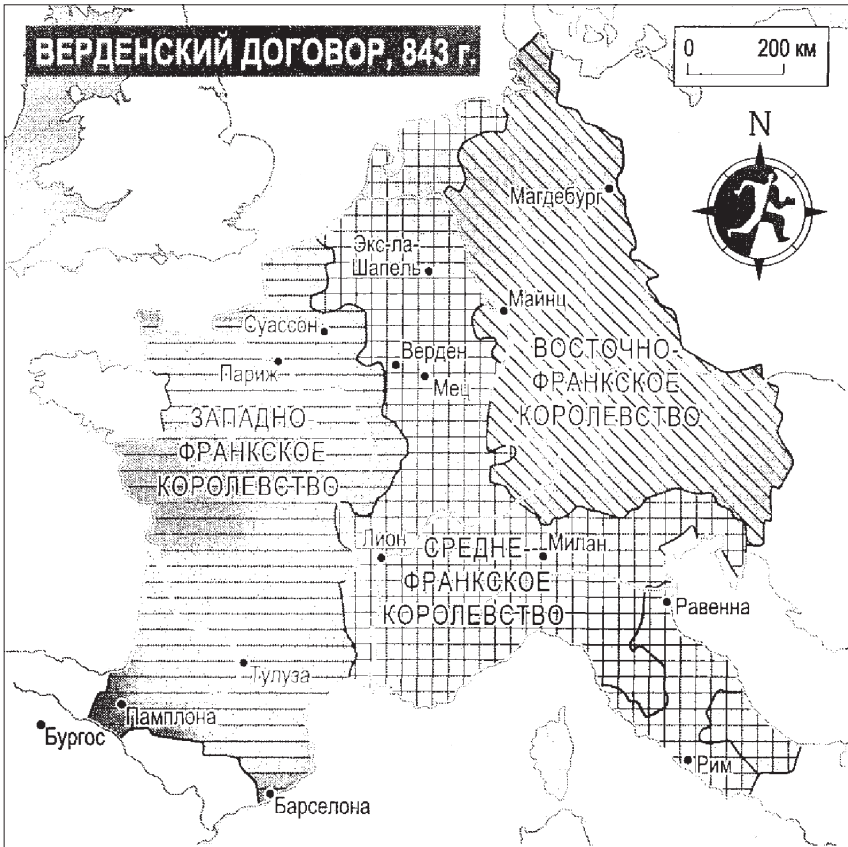 ВЕРДЕНСКИЙ ДОГОВОР, 843 г.
0 200 км
N
Магдебург
Экс-ла-
Шапель
Майнц
Суассон
Верден
Париж
Мец
ВОСТОЧНО-
ФРАНКСКОЕ
КОРОЛЕВСТВО
ЗАПАДНО-
ФРАНКСКОЕ
КОРОЛЕВСТВО
Лион
СРЕДНЕ-
ФРАНКСКОЕ
КОРОЛЕВСТВО
Милан
Равенна
Тулуза
Памплона
Бургос
Рим
Барселона